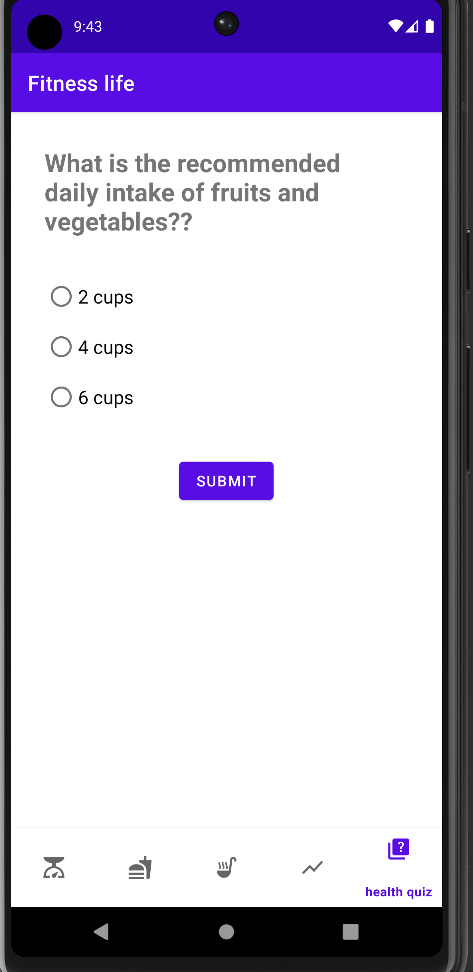 9:43
Fitness life
What is the recommended
daily intake of fruits and
vegetables??
2 cups
4 cups
6 cups
SUBMIT
?
health quiz